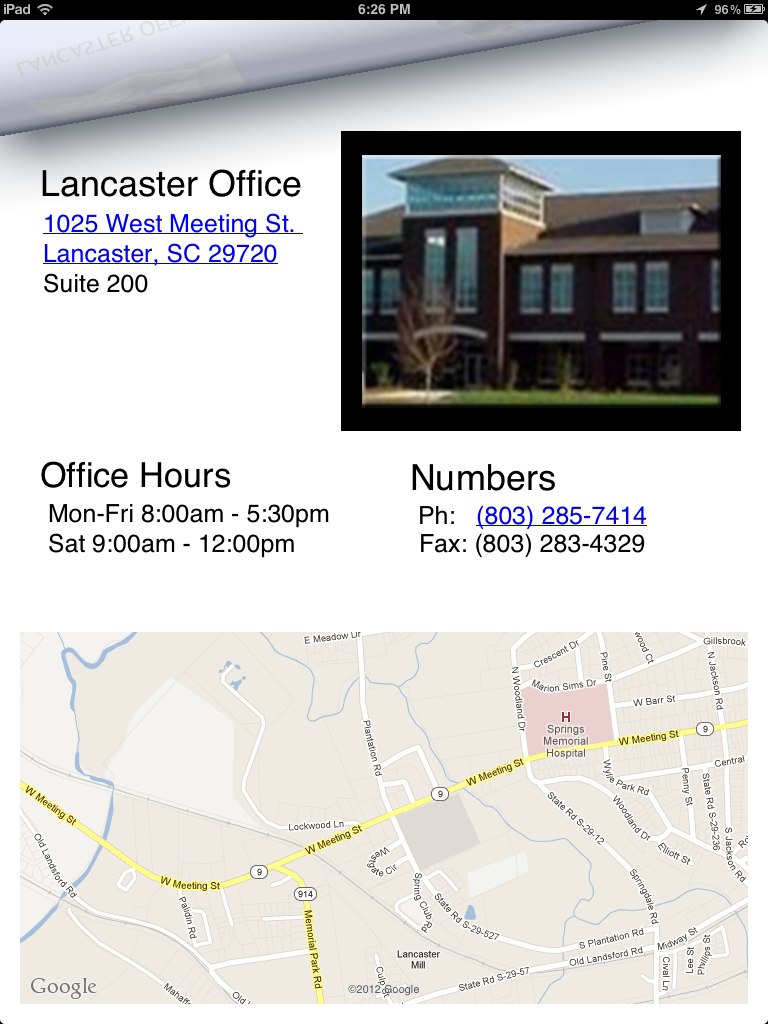 iPad 6:26 PM 96%
LANCASTER OFFI
Lancaster Office
1025 West Meeting St.
Lancaster, SC 29720
Suite 200
Office Hours
Mon-Fri 8:00am - 5:30pm
Sat 9:00am - 12:00pm
Numbers
Ph: (803) 285-7414
Fax: (803) 283-4329
E Meadow Dr
Crescent Dr
Pine St
wood Ct
Gillsbrook
N Woodland Dr
Marion Sims Dr
N Jackson Rd
W Barr St
H
Springs
Memorial
Hospital
W Meeting St
9
Plantation Rd
W Meeting St
9
Wylie Park Rd
Penny St
State Rd S-29-236
Central
W Meeting St
Lockwood Ln
W Meeting St
State Rd S-29-12
Woodland Dr
Elliott St
S Jackson Rd
Old Landsford Rd
West
gate Cir
9
W Meeting St
914
Spring Club Rd
State Rd S-29-527
Springdale Rd
Palidin Rd
Memorial Park Rd
S Plantation Rd
Midway St
Old Landsford Rd
Lancaster
Mill
State Rd S-29-57
Cival Ln
Lee St
Phillips St
Google
Mahaff
Old
©2012 Google
Culp